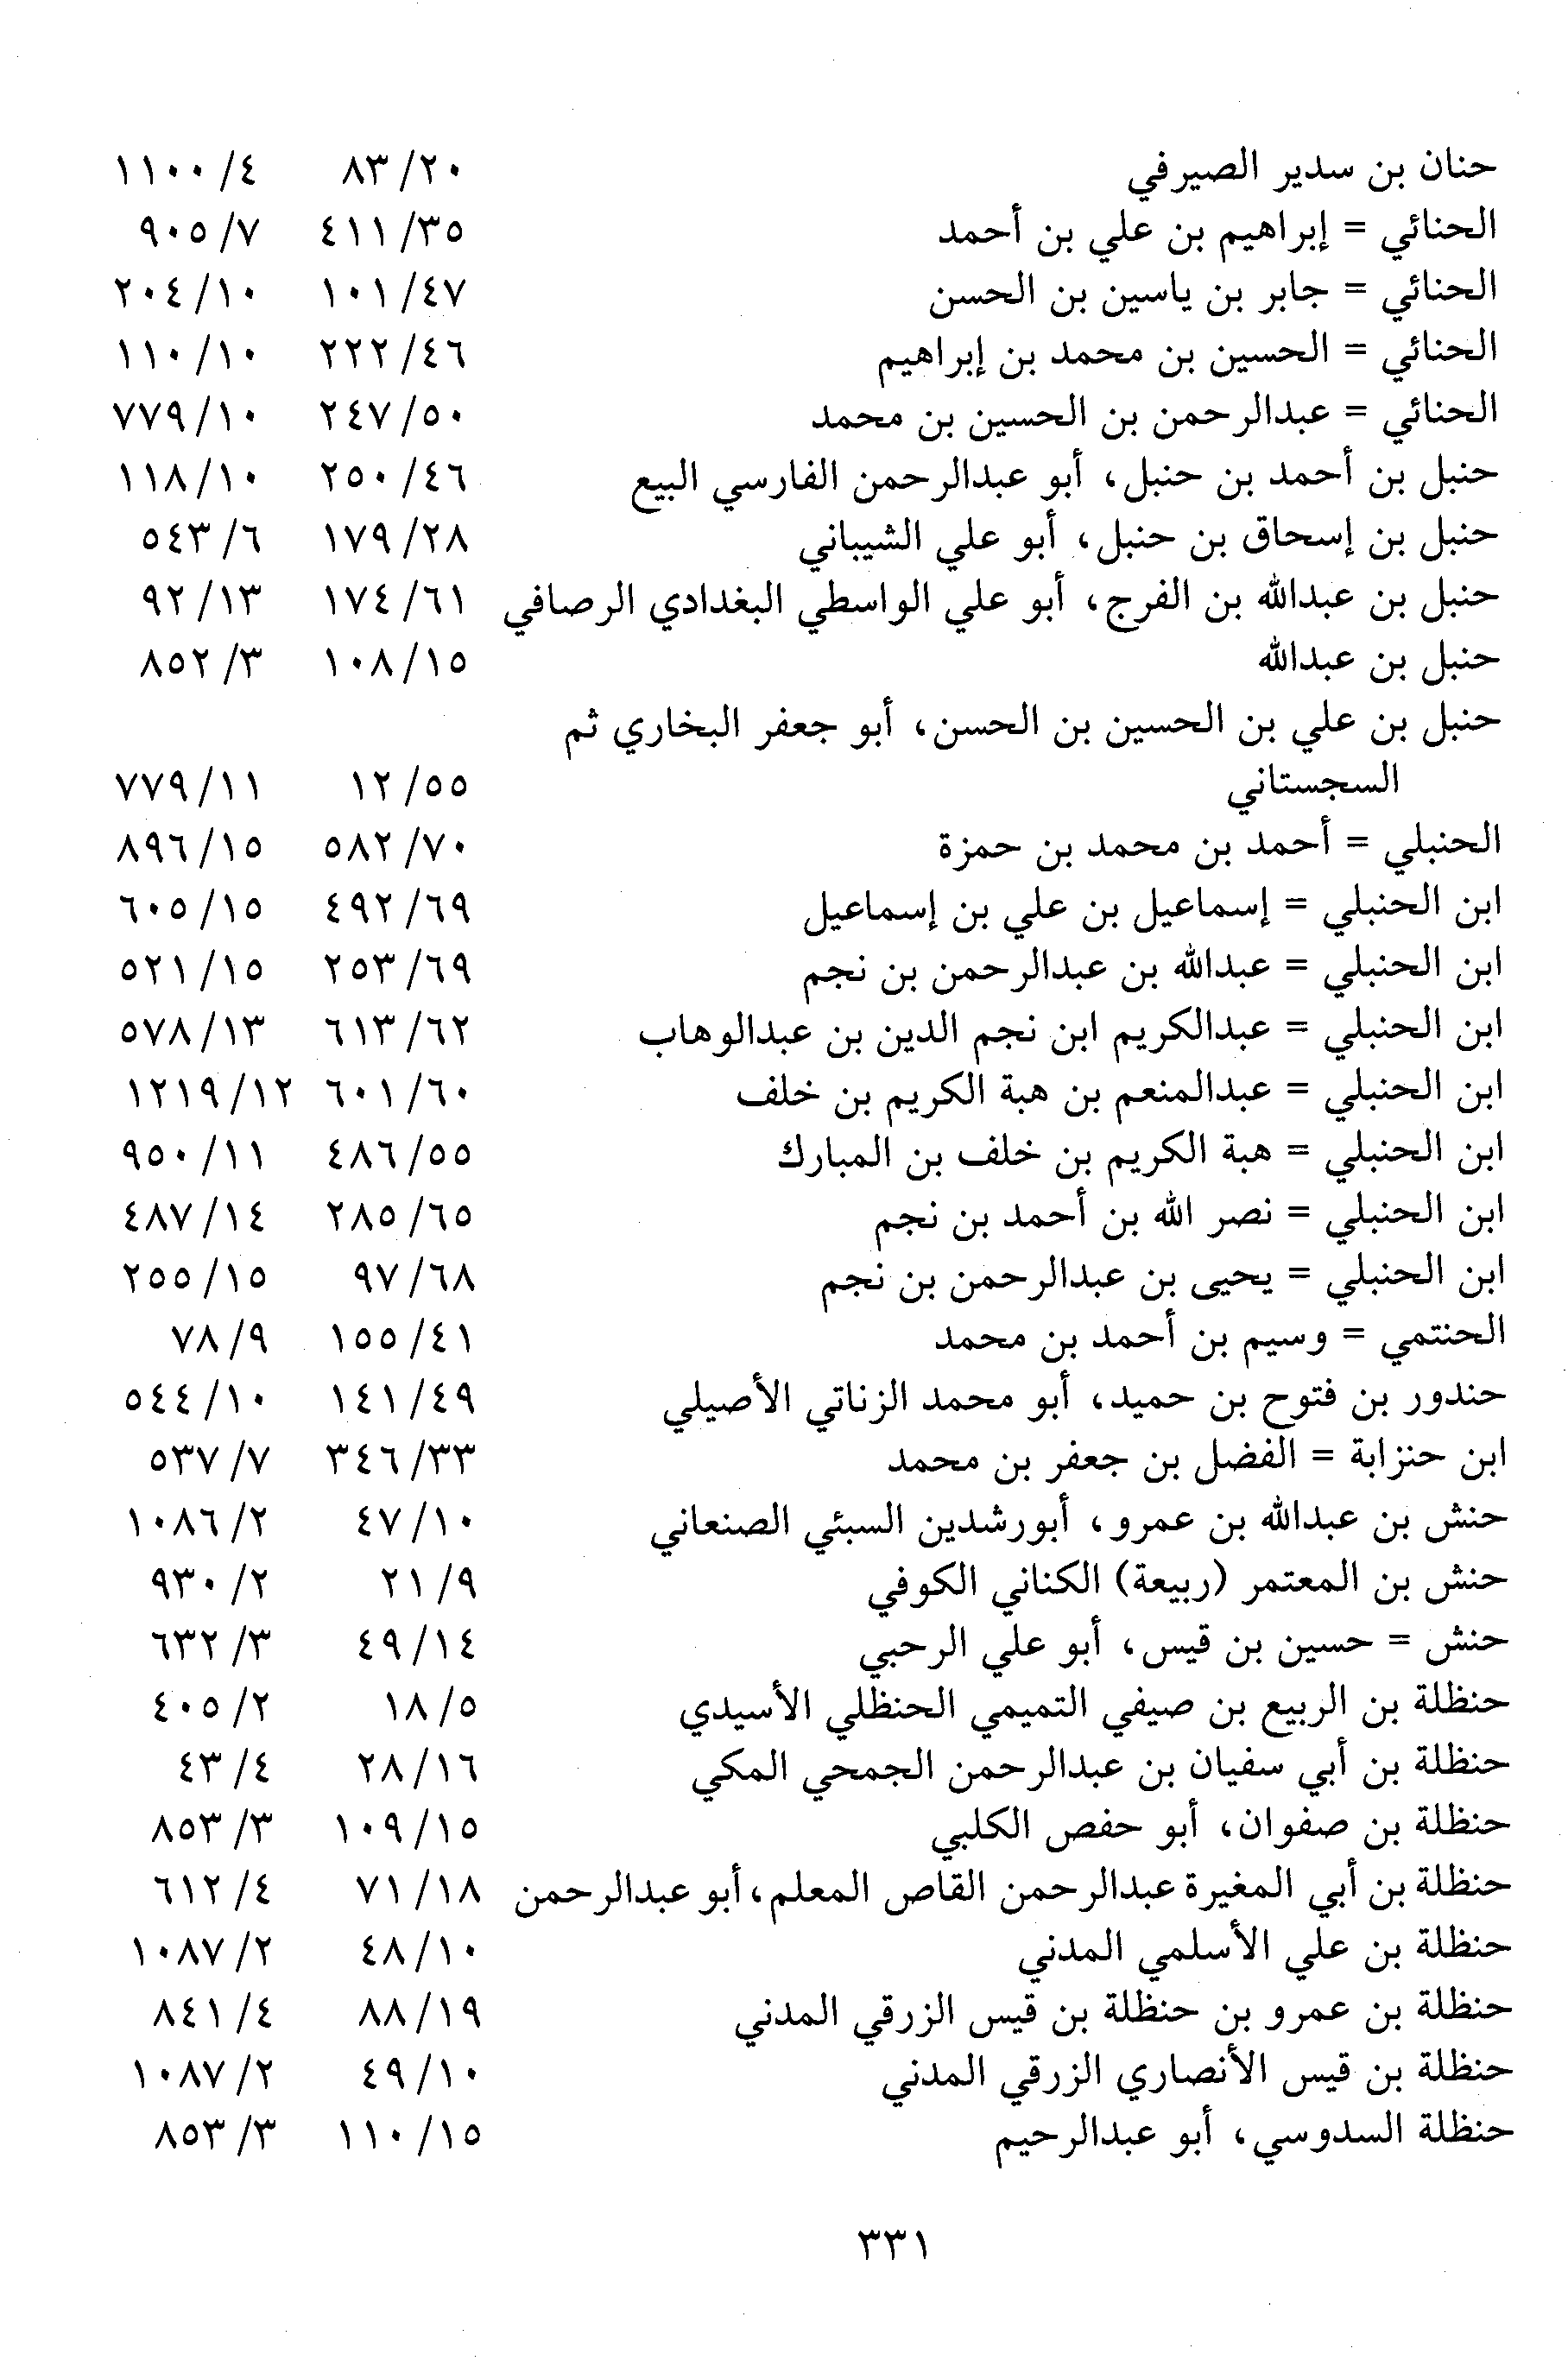 حنان بن سدير الصيرفي ٢٠/ ٨٣ ٤/ ١١٠٠
الحنائي = إبراهيم بن علي بن أحمد ٣٥/ ٤١١ ٧/ ٩٠٥
الحنائي = جابر بن ياسين بن الحسن ٤٧/ ١٠١ ١٠/ ٢٠٤
الحنائي = الحسين بن محمد بن إبراهيم ٤٦/ ٢٢٢ ١٠/ ١١٠
الحنائي = عبدالرحمن بن الحسين بن محمد ٥٠/ ٢٤٧ ١٠/ ٧٧٩
حنبل بن أحمد بن حنبل، أبو عبدالرحمن الفارسي البيع ٤٦/ ٢٥٠ ١٠/ ١١٨
حنبل بن إسحاق بن حنبل، أبو علي الشيباني ٢٨/ ١٧٩ ٦/ ٥٤٣
حنبل بن عبدالله بن الفرج، أبو علي الواسطي البغدادي الرصافي ٦١/ ١٧٤ ١٣/ ٩٢
حنبل بن عبدالله ١٥/ ١٠٨ ٣/ ٨٥٢
حنبل بن علي بن الحسين بن الحسن، أبو جعفر البخاري ثم
السجستاني ٥٥/ ١٢ ١١/ ٧٧٩
الحنبلي = أحمد بن محمد بن حمزة ٧٠/ ٥٨٢ ١٥/ ٨٩٦
ابن الحنبلي = إسماعيل بن علي بن إسماعيل ٦٩/ ٤٩٢ ١٥/ ٦٠٥
ابن الحنبلي = عبدالله بن عبدالرحمن بن نجم ٦٩/ ٢٥٣ ١٥/ ٥٢١
ابن الحنبلي = عبدالكريم ابن نجم الدين بن عبدالوهاب ٦٢/ ٦١٣ ١٣/ ٥٧٨
ابن الحنبلي = عبدالمنعم بن هبة الكريم بن خلف ٦٠/ ٦٠١ ١٢/ ١٢١٩
ابن الحنبلي = هبة الكريم بن خلف بن المبارك ٥٥/ ٤٨٦ ١١/ ٩٥٠
ابن الحنبلي = نصر الله بن أحمد بن نجم ٦٥/ ٢٨٥ ١٤/ ٤٨٧
ابن الحنبلي = يحيى بن عبدالرحمن بن نجم ٦٨/ ٩٧ ١٥/ ٢٥٥
الحنتمي = وسيم بن أحمد بن محمد ٤١/ ١٥٥ ٩/ ٧٨
حندور بن فتوح بن حميد، أبو محمد الزناتي الأصيلي ٤٩/ ١٤١ ١٠/ ٥٤٤
ابن حنزابة = الفضل بن جعفر بن محمد ٣٣/ ٣٤٦ ٧/ ٥٣٧
حنش بن عبدالله بن عمرو، أبورشدين السبئي الصنعاني ١٠/ ٤٧ ٢/ ١٠٨٦
حنش بن المعتمر (ربيعة) الكناني الكوفي ٩/ ٢١ ٢/ ٩٣٠
حنش = حسين بن قيس، أبو علي الرحبي ١٤/ ٤٩ ٣/ ٦٣٢
حنظلة بن الربيع بن صيفي التميمي الحنظلي الأسيدي ٥/ ١٨ ٢/ ٤٠٥
حنظلة بن أبي سفيان بن عبدالرحمن الجمحي المكي ١٦/ ٢٨ ٤/ ٤٣
حنظلة بن صفوان، أبو حفص الكلبي ١٥/ ١٠٩ ٣/ ٨٥٣
حنظلة بن أبي المغيرة عبدالرحمن القاص المعلم، أبو عبدالرحمن ١٨/ ٧١ ٤/ ٦١٢
حنظلة بن علي الأسلمي المدني ١٠/ ٤٨ ٢/ ١٠٨٧
حنظلة بن عمرو بن حنظلة بن قيس الزرقي المدني ١٩/ ٨٨ ٤/ ٨٤١
حنظلة بن قيس الأنصاري الزرقي المدني ١٠/ ٤٩ ٢/ ١٠٨٧
حنظلة السدوسي، أبو عبدالرحيم ١٥/ ١١٠ ٣/ ٨٥٣
٣٣١